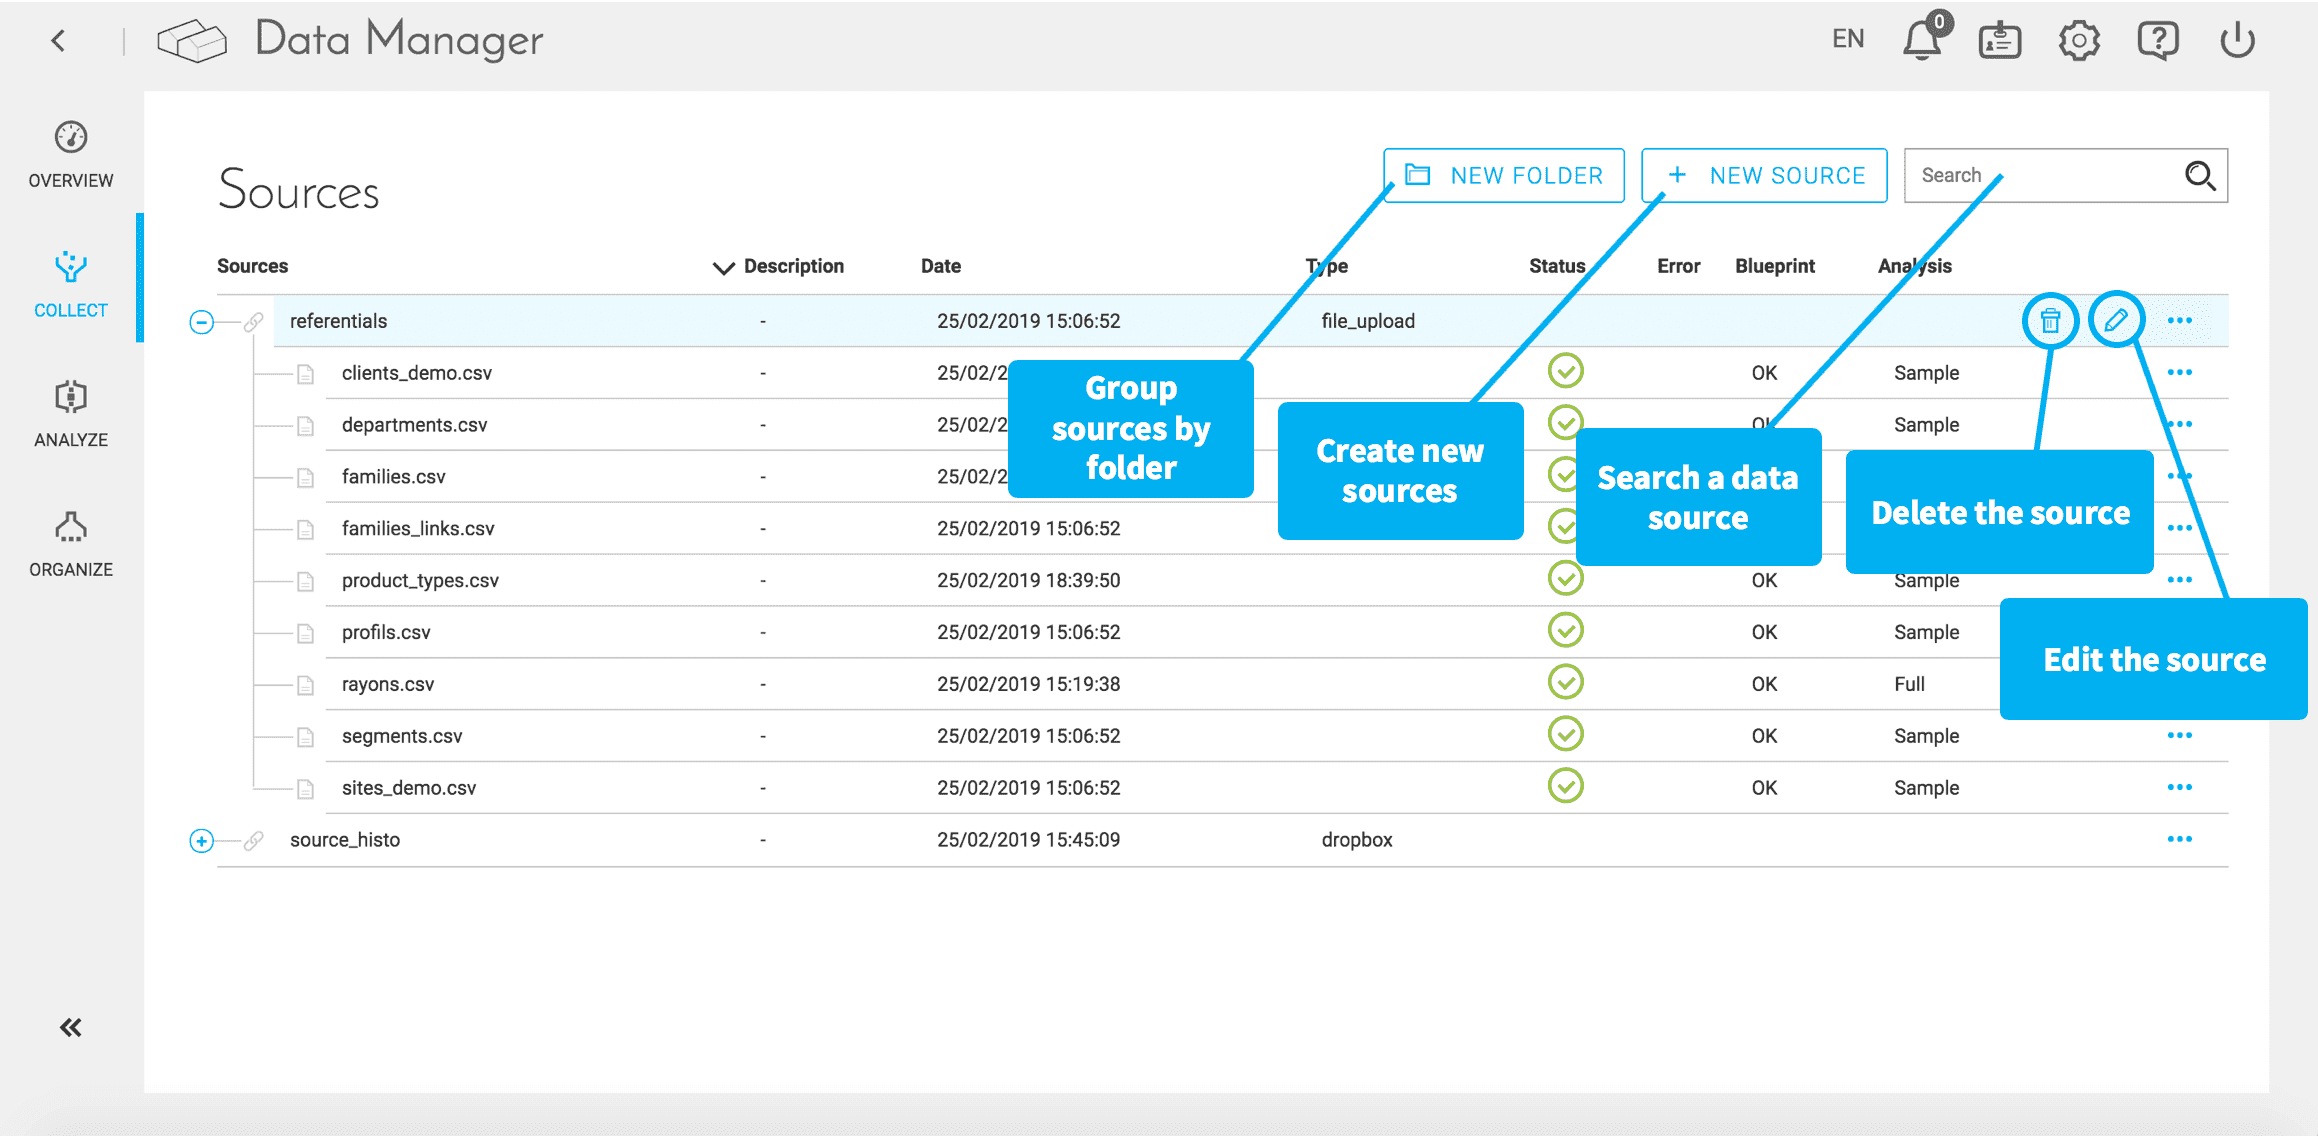 Data Manager
EN
0
OVERVIEW
COLLECT
ANALYZE
ORGANIZE
Sources
NEW FOLDER
+ NEW SOURCE
Search
Sources Description Date Type Status Error Blueprint Analysis
referentials - 25/02/2019 15:06:52 file_upload
clients_demo.csv - 25/02/2 OK Sample
departments.csv - 25/02/2 Sample
families.csv - 25/02/2
families_links.csv - 25/02/2019 15:06:52
product_types.csv - 25/02/2019 18:39:50 OK Sample
profils.csv - 25/02/2019 15:06:52 OK Sample
rayons.csv - 25/02/2019 15:19:38 OK Full
segments.csv - 25/02/2019 15:06:52 OK Sample
sites_demo.csv - 25/02/2019 15:06:52 OK Sample
source_histo - 25/02/2019 15:45:09 dropbox
Group
sources by
folder
Create new
sources
Search a data
source
Delete the source
Edit the source